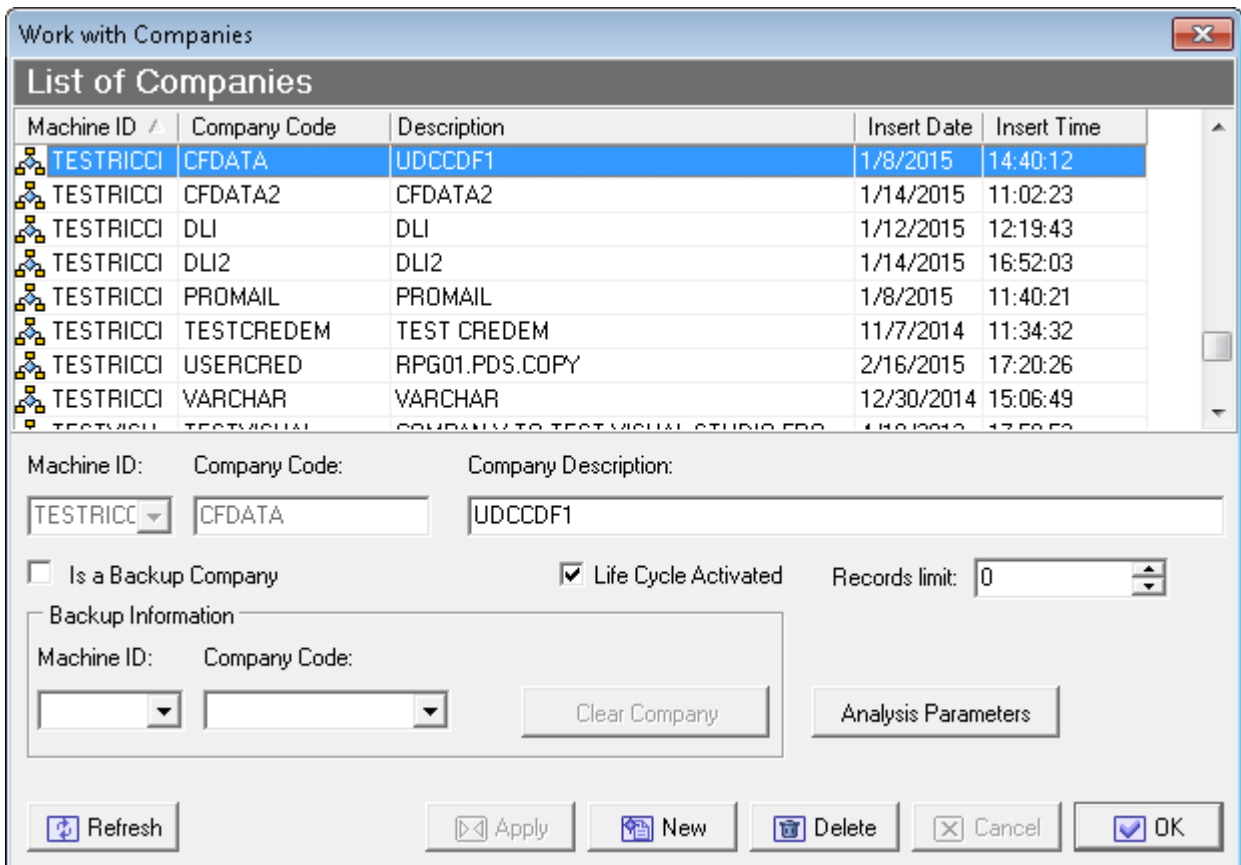 Work with Companies
List of Companies
Machine ID Company Code Description Insert Date Insert Time
TESTRICCI CFDATA UDCCDF1 1/8/2015 14:40:12
TESTRICCI CFDATA2 CFDATA2 1/14/2015 11:02:23
TESTRICCI DLI DLI 1/12/2015 12:19:43
TESTRICCI DLI2 DLI2 1/14/2015 16:52:03
TESTRICCI PROMAIL PROMAIL 1/8/2015 11:40:21
TESTRICCI TESTCREDEM TEST CREDEM 11/7/2014 11:34:32
TESTRICCI USERCRED RPG01.PDS.COPY 2/16/2015 17:20:26
TESTRICCI VARCHAR VARCHAR 12/30/2014 15:06:49
COMPANY TO TEST VISUAL STUDIO
Machine ID: Company Code: Company Description:
TESTRICC CFDATA UDCCDF1
Is a Backup Company Life Cycle Activated Records limit: 0
Backup Information
Machine ID: Company Code:
Clear Company Analysis Parameters
Refresh Apply New Delete Cancel OK